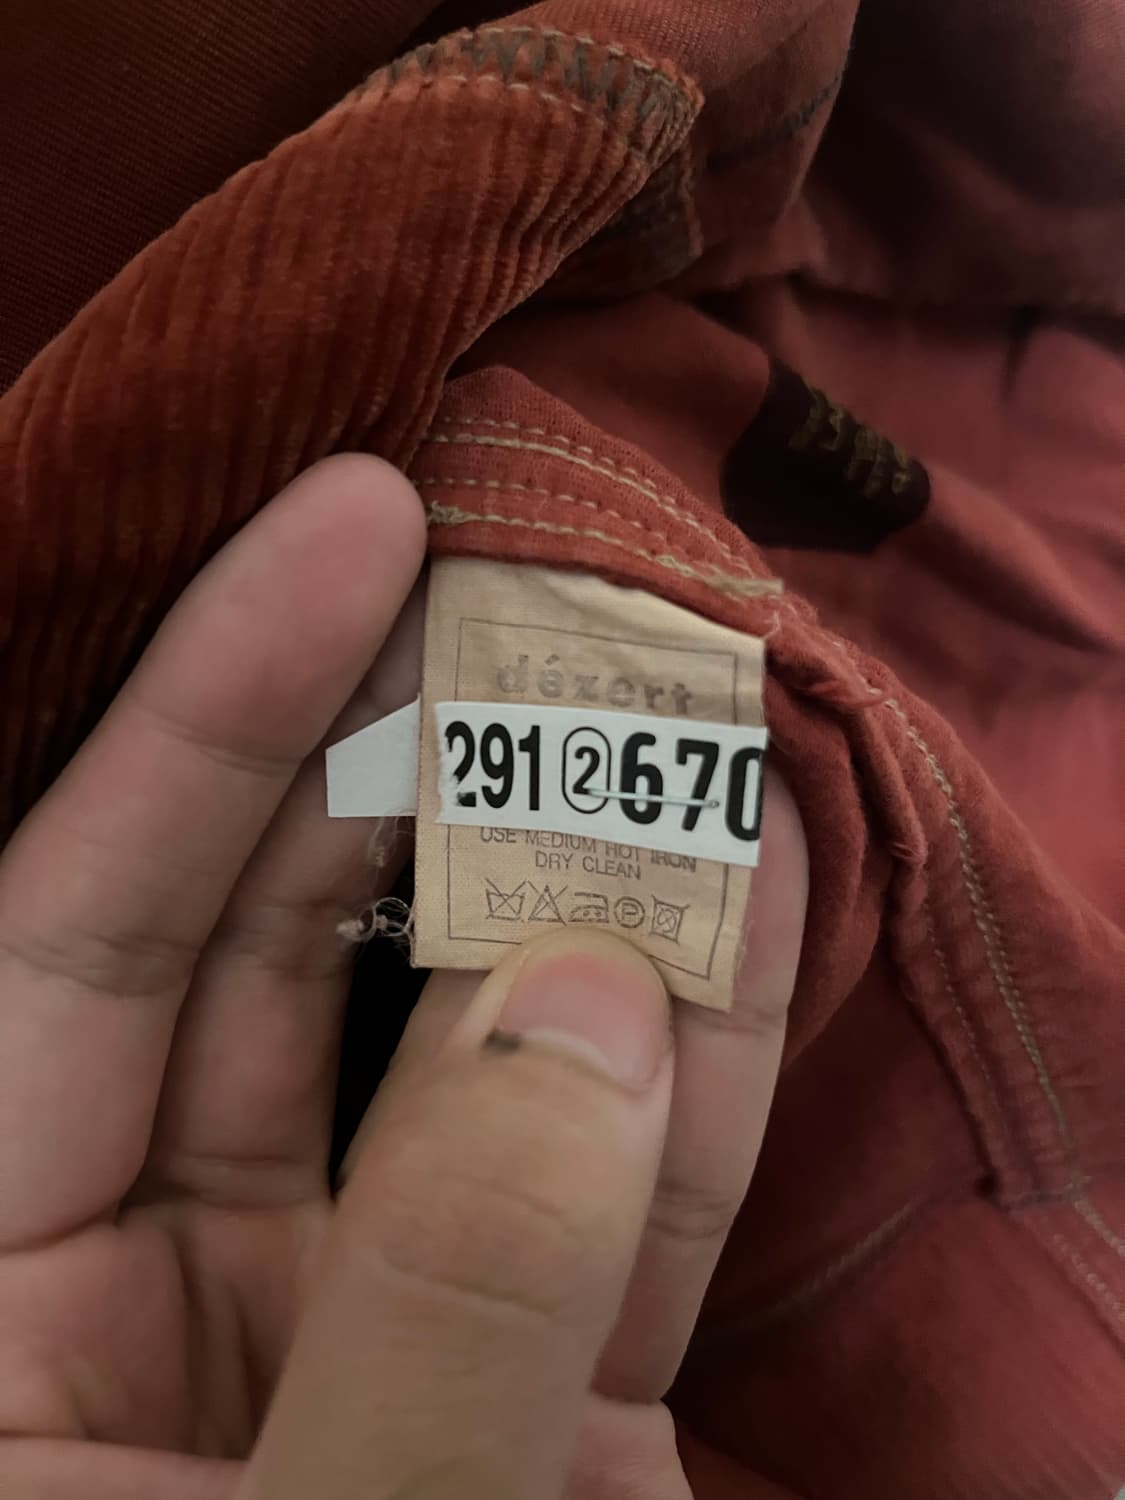 dézert
291 ② 670
USE MEDIUM HOT IRON
DRY CLEAN
P